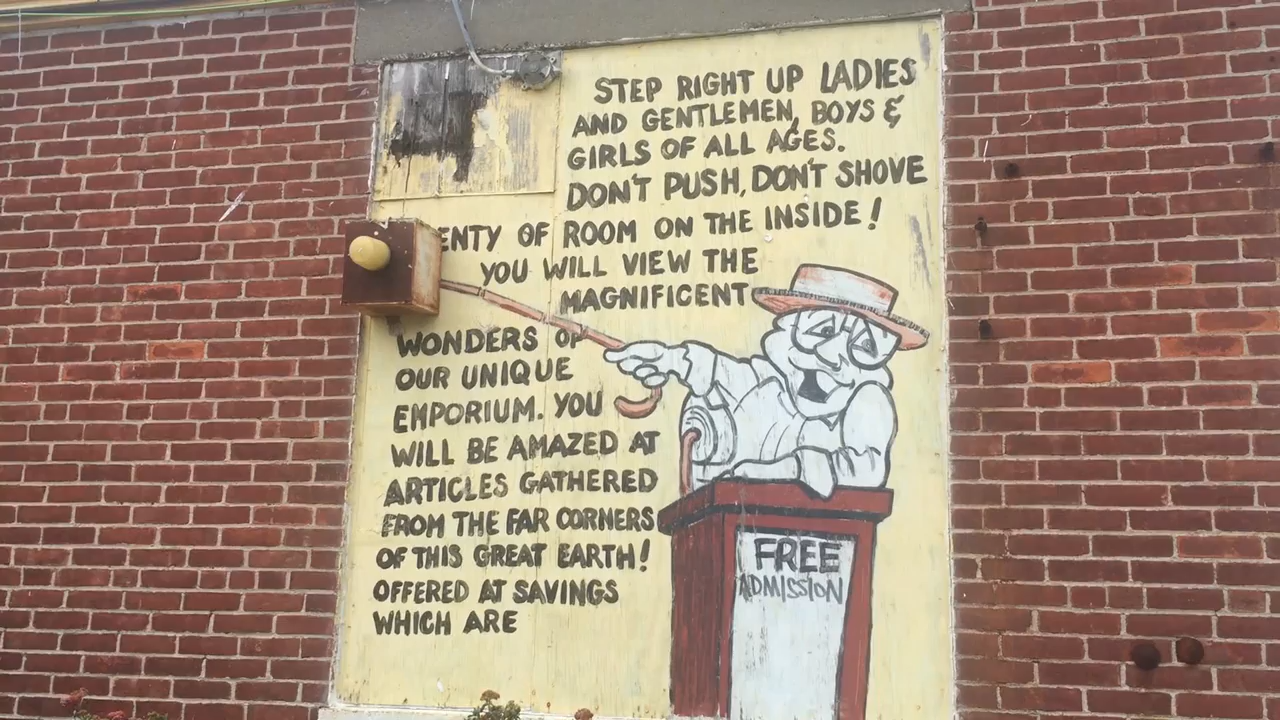 STEP RIGHT UP LADIES
AND GENTLEMEN, BOYS &
GIRLS OF ALL AGES.
DON'T PUSH, DON'T SHOVE
ENTY OF ROOM ON THE INSIDE!
YOU WILL VIEW THE
MAGNIFICENT
WONDERS OF
OUR UNIQUE
EMPORIUM. YOU
WILL BE AMAZED AT
ARTICLES GATHERED
FROM THE FAR CORNERS
OF THIS GREAT EARTH!
OFFERED AT SAVINGS
WHICH ARE
FREE
ADMISSION